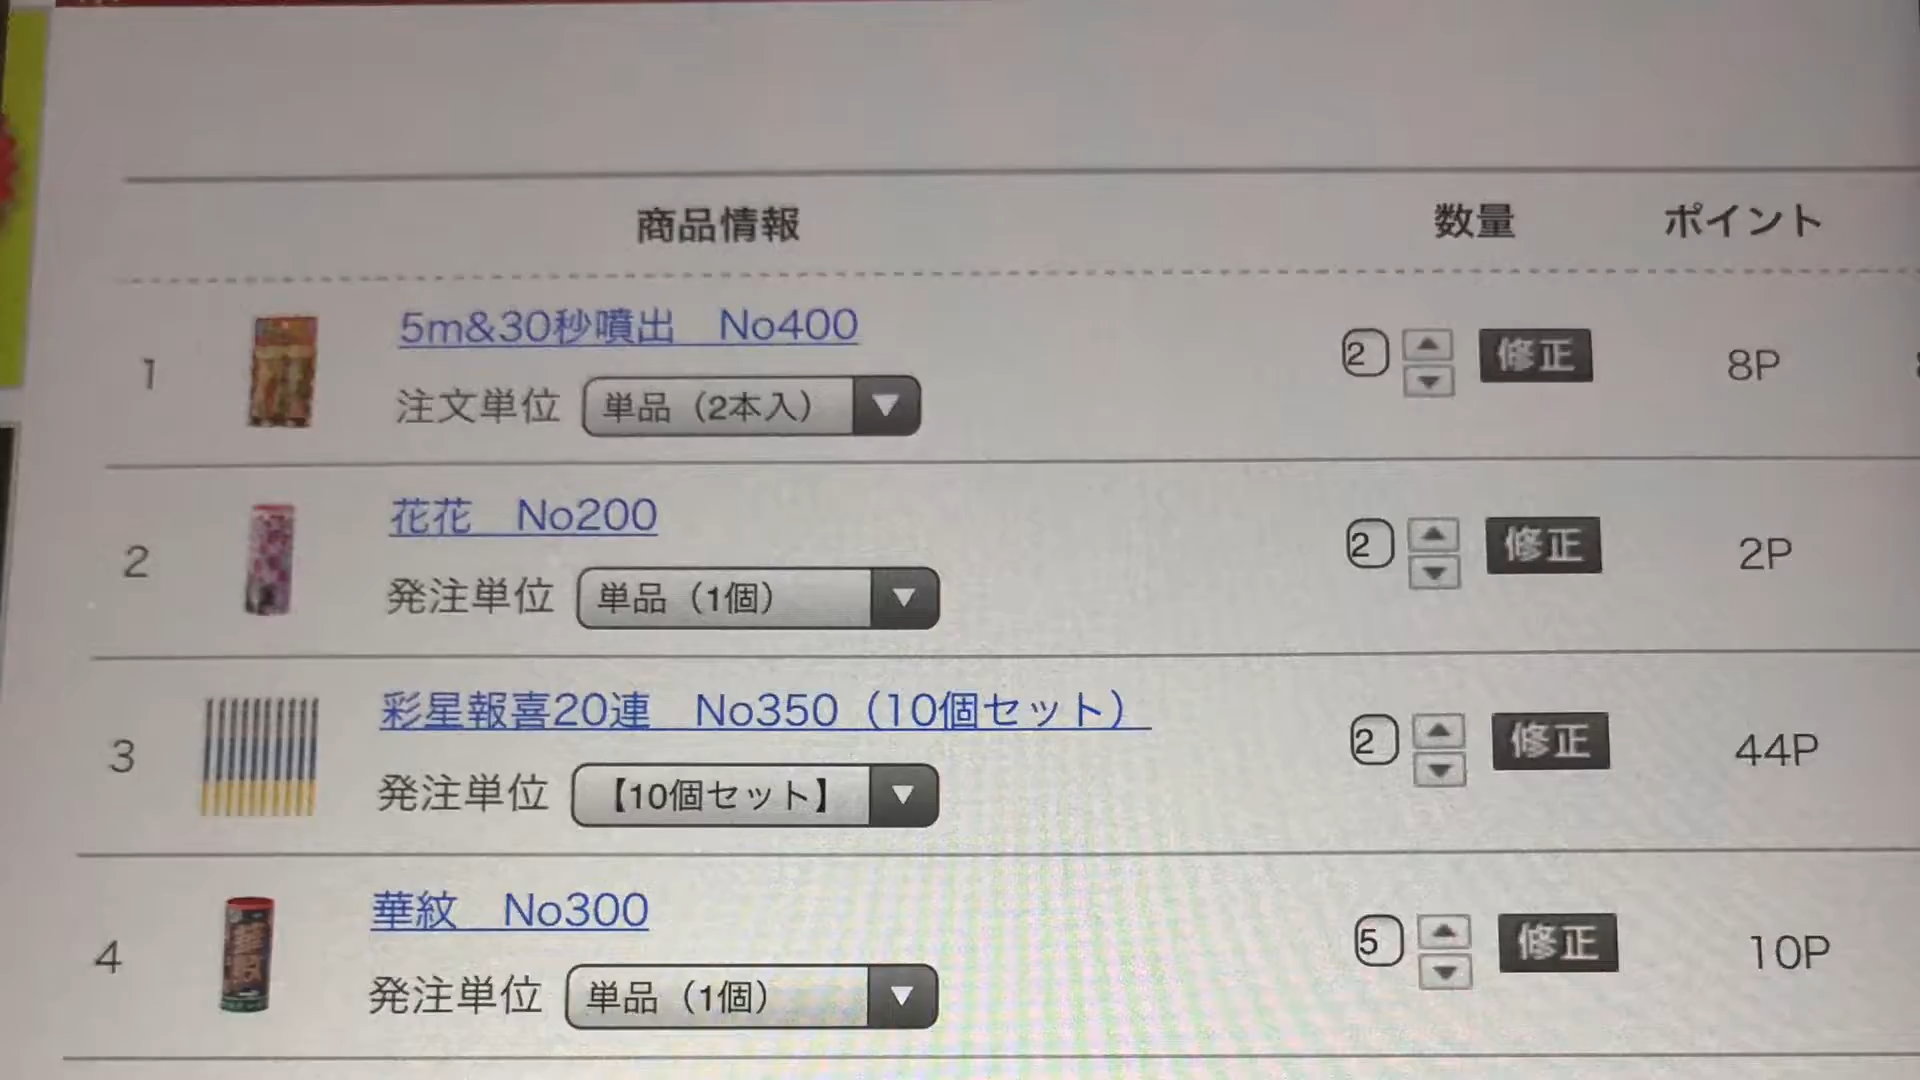 商品情報 数量 ポイント
1 5m&30秒噴出 No400 2 修正 8P
注文単位 単品（2本入）
2 花花 No200 2 修正 2P
発注単位 単品（1個）
3 彩星報喜20連 No350（10個セット） 2 修正 44P
発注単位 【10個セット】
4 華紋 No300 5 修正 10P
発注単位 単品（1個）